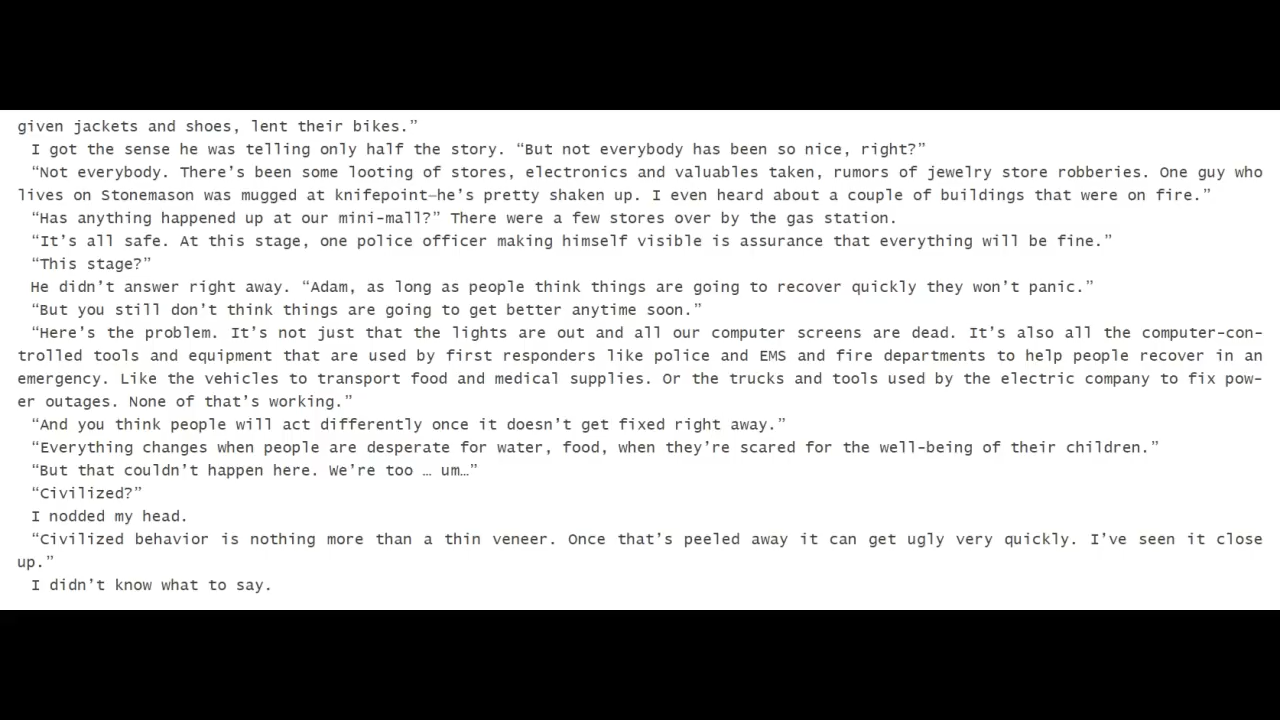 given jackets and shoes, lent their bikes.”
I got the sense he was telling only half the story. “But not everybody has been so nice, right?”
“Not everybody. There’s been some looting of stores, electronics and valuables taken, rumors of jewelry store robberies. One guy who
lives on Stonemason was mugged at knifepoint—he’s pretty shaken up. I even heard about a couple of buildings that were on fire.”
“Has anything happened up at our mini-mall?” There were a few stores over by the gas station.
“It’s all safe. At this stage, one police officer making himself visible is assurance that everything will be fine.”
“This stage?”
He didn’t answer right away. “Adam, as long as people think things are going to recover quickly they won’t panic.”
“But you still don’t think things are going to get better anytime soon.”
“Here’s the problem. It’s not just that the lights are out and all our computer screens are dead. It’s also all the computer-con-
trolled tools and equipment that are used by first responders like police and EMS and fire departments to help people recover in an
emergency. Like the vehicles to transport food and medical supplies. Or the trucks and tools used by the electric company to fix pow-
er outages. None of that’s working.”
“And you think people will act differently once it doesn’t get fixed right away.”
“Everything changes when people are desperate for water, food, when they’re scared for the well-being of their children.”
“But that couldn’t happen here. We’re too … um…”
“Civilized?”
I nodded my head.
“Civilized behavior is nothing more than a thin veneer. Once that’s peeled away it can get ugly very quickly. I’ve seen it close
up.”
I didn’t know what to say.